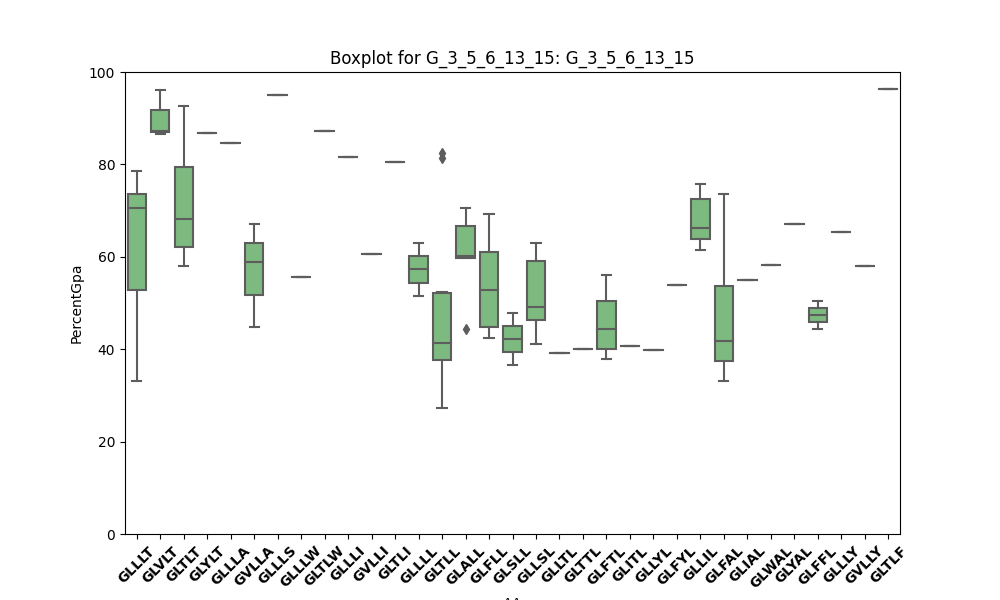 Boxplot for G_3_5_6_13_15: G_3_5_6_13_15
100
80
60
40
20
0
PercentGpa
GLLLT GLVLT GLTLT GLYLT GLLLA GVLLA GLLLS GLLLW GLTLW GLLLI GVLLI GLTLI GLLLL GLTLL GLALL GLFLL GLSLL GLLSL GLLTL GLTTL GLFTL GLITL GLLYL GLFYL GLLIL GLFAL GLIAL GLWAL GLYAL GLFFL GLLLY GVLLY GLTLF